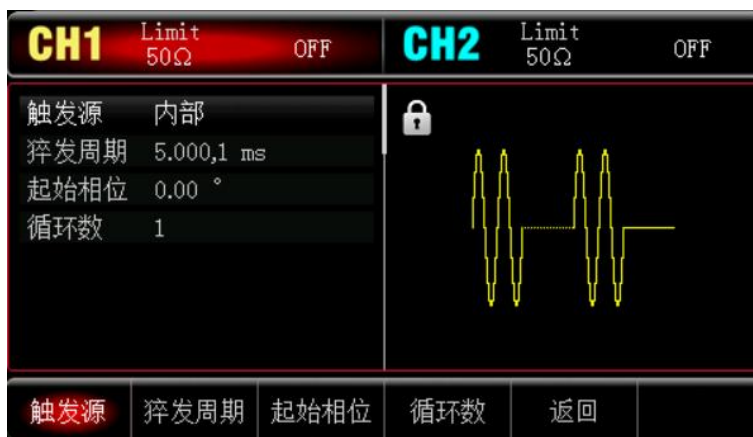 CH1 Limit 50Ω OFF CH2 Limit 50Ω OFF
触发源 内部
猝发周期 5.000,1 ms
起始相位 0.00 °
循环数 1
触发源 猝发周期 起始相位 循环数 返回